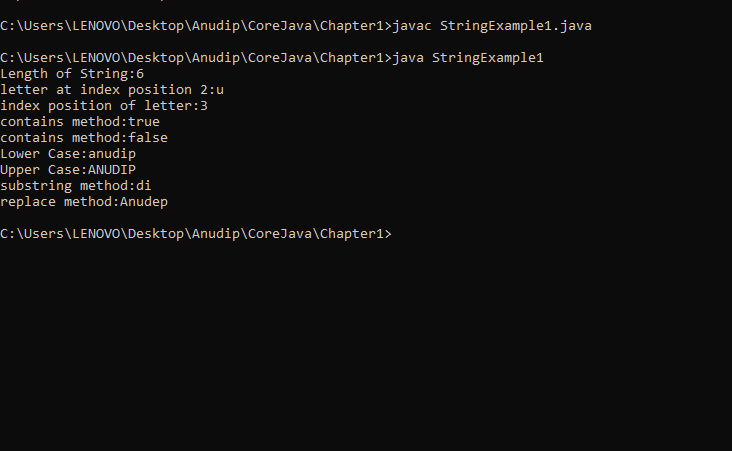 C:\Users\LENOVO\Desktop\Anudip\CoreJava\Chapter1>javac StringExample1.java
C:\Users\LENOVO\Desktop\Anudip\CoreJava\Chapter1>java StringExample1
Length of String:6
letter at index position 2:u
index position of letter:3
contains method:true
contains method:false
Lower Case:anudip
Upper Case:ANUDIP
substring method:di
replace method:Anudep
C:\Users\LENOVO\Desktop\Anudip\CoreJava\Chapter1>